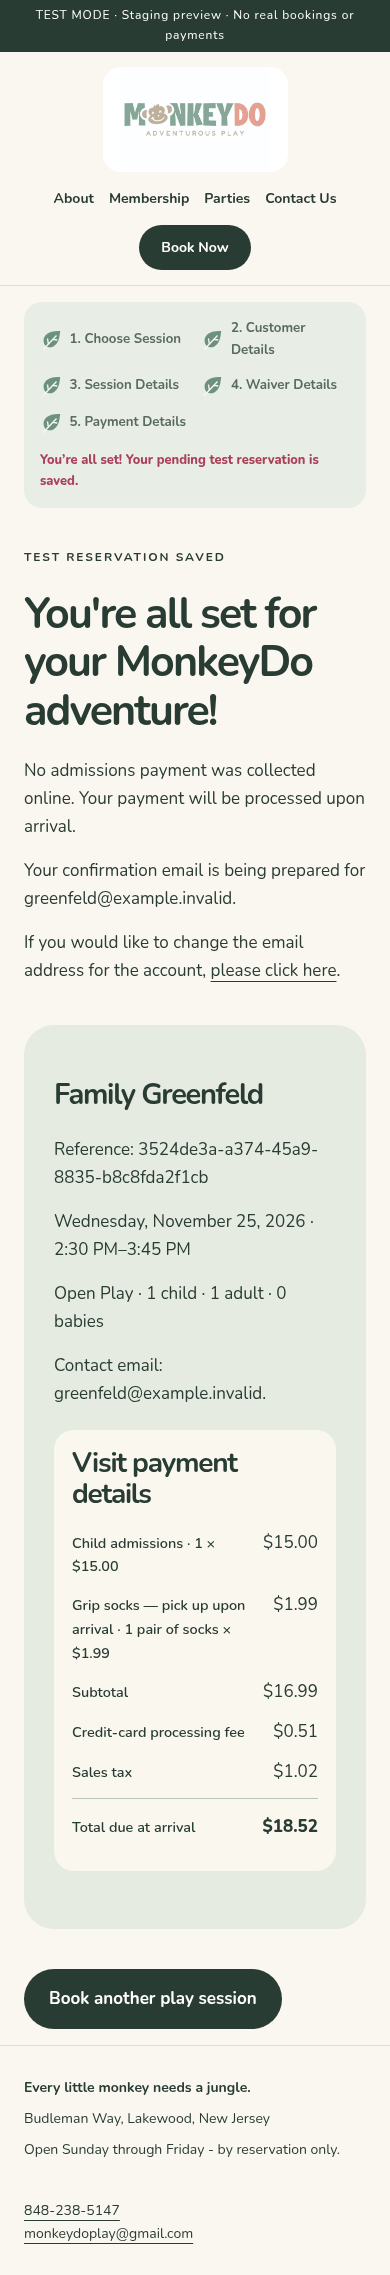 TEST MODE · Staging preview · No real bookings or
payments
MONKEYDO
ADVENTUROUS PLAY
About Membership Parties Contact Us
Book Now
1. Choose Session
2. Customer
Details
3. Session Details
4. Waiver Details
5. Payment Details
You're all set! Your pending test reservation is
saved.
TEST RESERVATION SAVED
You're all set for
your MonkeyDo
adventure!
No admissions payment was collected
online. Your payment will be processed upon
arrival.
Your confirmation email is being prepared for
greenfeld@example.invalid.
If you would like to change the email
address for the account, please click here.
Family Greenfeld
Reference: 3524de3a-a374-45a9-
8835-b8c8fda2f1cb
Wednesday, November 25, 2026 ·
2:30 PM–3:45 PM
Open Play · 1 child · 1 adult · 0
babies
Contact email:
greenfeld@example.invalid.
Visit payment
details
Child admissions · 1 × $15.00
$15.00
Grip socks — pick up upon $1.99
arrival · 1 pair of socks ×
$1.99
Subtotal $16.99
Credit-card processing fee $0.51
Sales tax $1.02
Total due at arrival $18.52
Book another play session
Every little monkey needs a jungle.
Budleman Way, Lakewood, New Jersey
Open Sunday through Friday - by reservation only.
848-238-5147
monkeydoplay@gmail.com